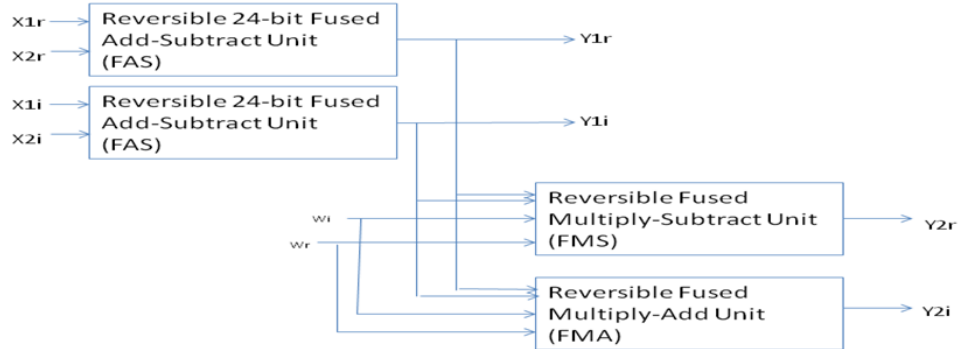 X1r
X2r
Reversible 24-bit Fused
Add-Subtract Unit
(FAS)
Y1r
X1i
X2i
Reversible 24-bit Fused
Add-Subtract Unit
(FAS)
Y1i
Wi
Wr
Reversible Fused
Multiply-Subtract Unit
(FMS)
Y2r
Reversible Fused
Multiply-Add Unit
(FMA)
Y2i